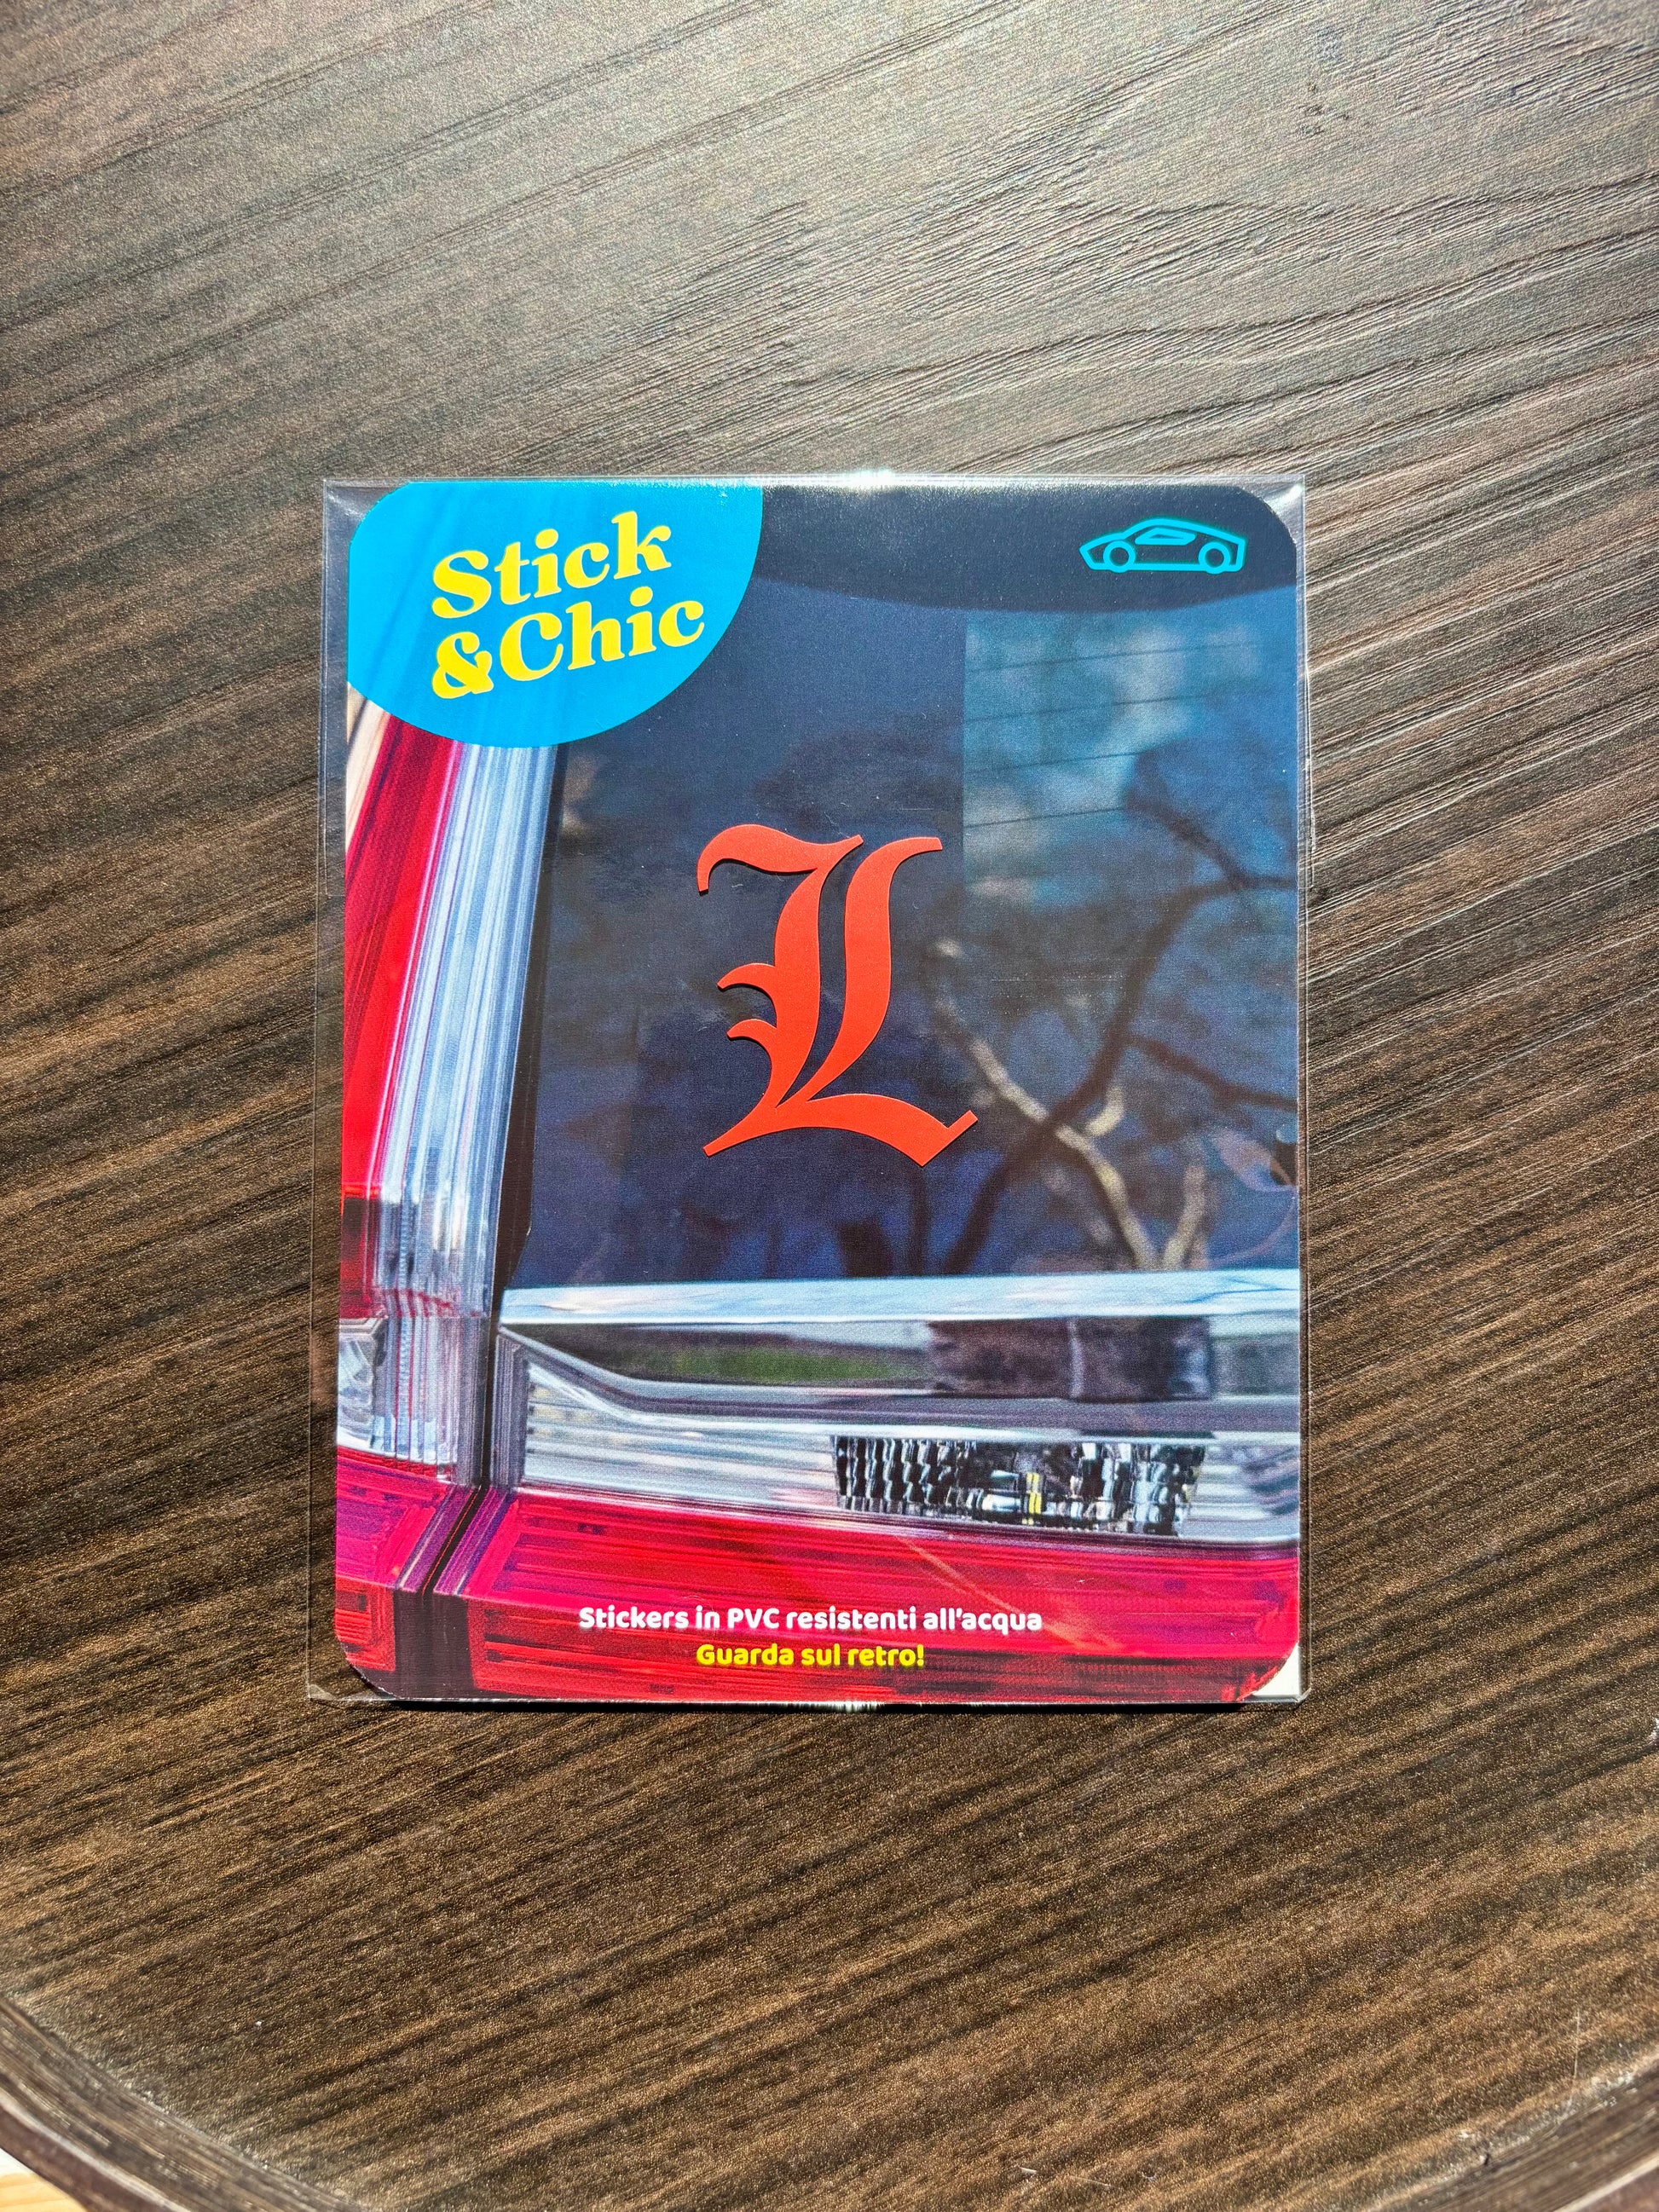 Stick
&Chic
L
Stickers in PVC resistenti all'acqua
Guarda sul retro!